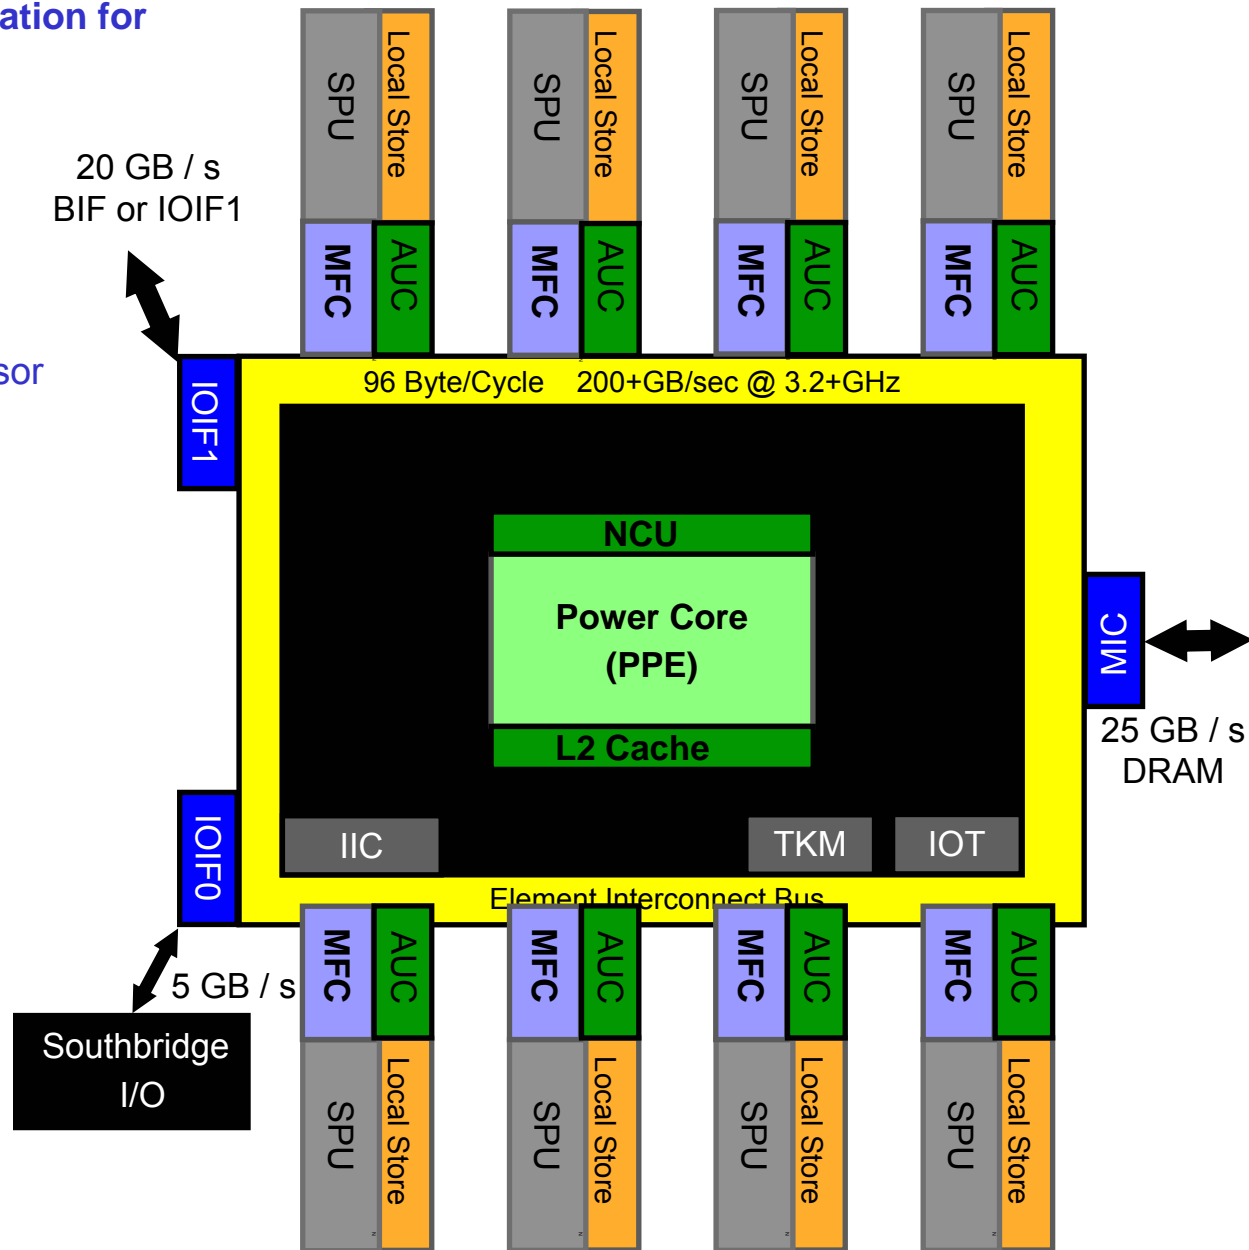 ation for
SPU
Local Store
SPU
Local Store
SPU
Local Store
SPU
Local Store
20 GB / s
BIF or IOIF1
MFC
AUC
MFC
AUC
MFC
AUC
MFC
AUC
sor
96 Byte/Cycle 200+GB/sec @ 3.2+GHz
IOIF1
NCU
Power Core
(PPE)
L2 Cache
MIC
25 GB / s
DRAM
IOIF0
IIC
TKM
IOT
Element Interconnect Bus
MFC
AUC
MFC
AUC
MFC
AUC
MFC
AUC
5 GB / s
Southbridge
I/O
SPU
Local Store
SPU
Local Store
SPU
Local Store
SPU
Local Store